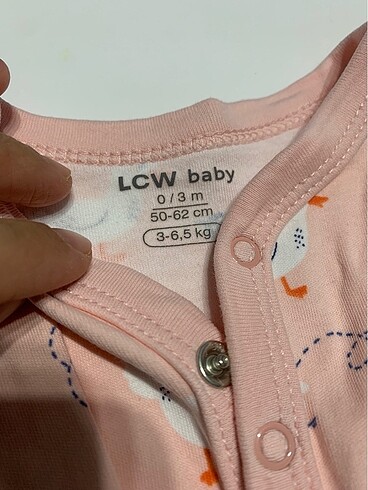 LCW baby
0 / 3 m
50-62 cm
3-6,5 kg